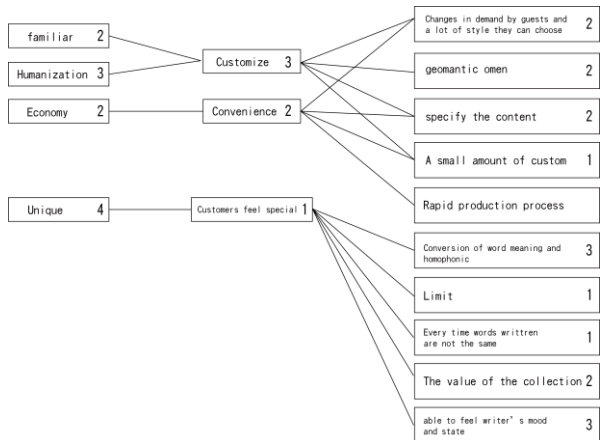 familiar 2
Humanization 3
Economy 2
Unique 4
Customize 3
Convenience 2
Customers feel special 1
Changes in demand by guests and
a lot of style they can choose 2
geomantic omen 2
specify the content 2
A small amount of custom 1
Rapid production process
Conversion of word meaning and
homophonic 3
Limit 1
Every time words writtren
are not the same 1
The value of the collection 2
able to feel writer's mood
and state 3